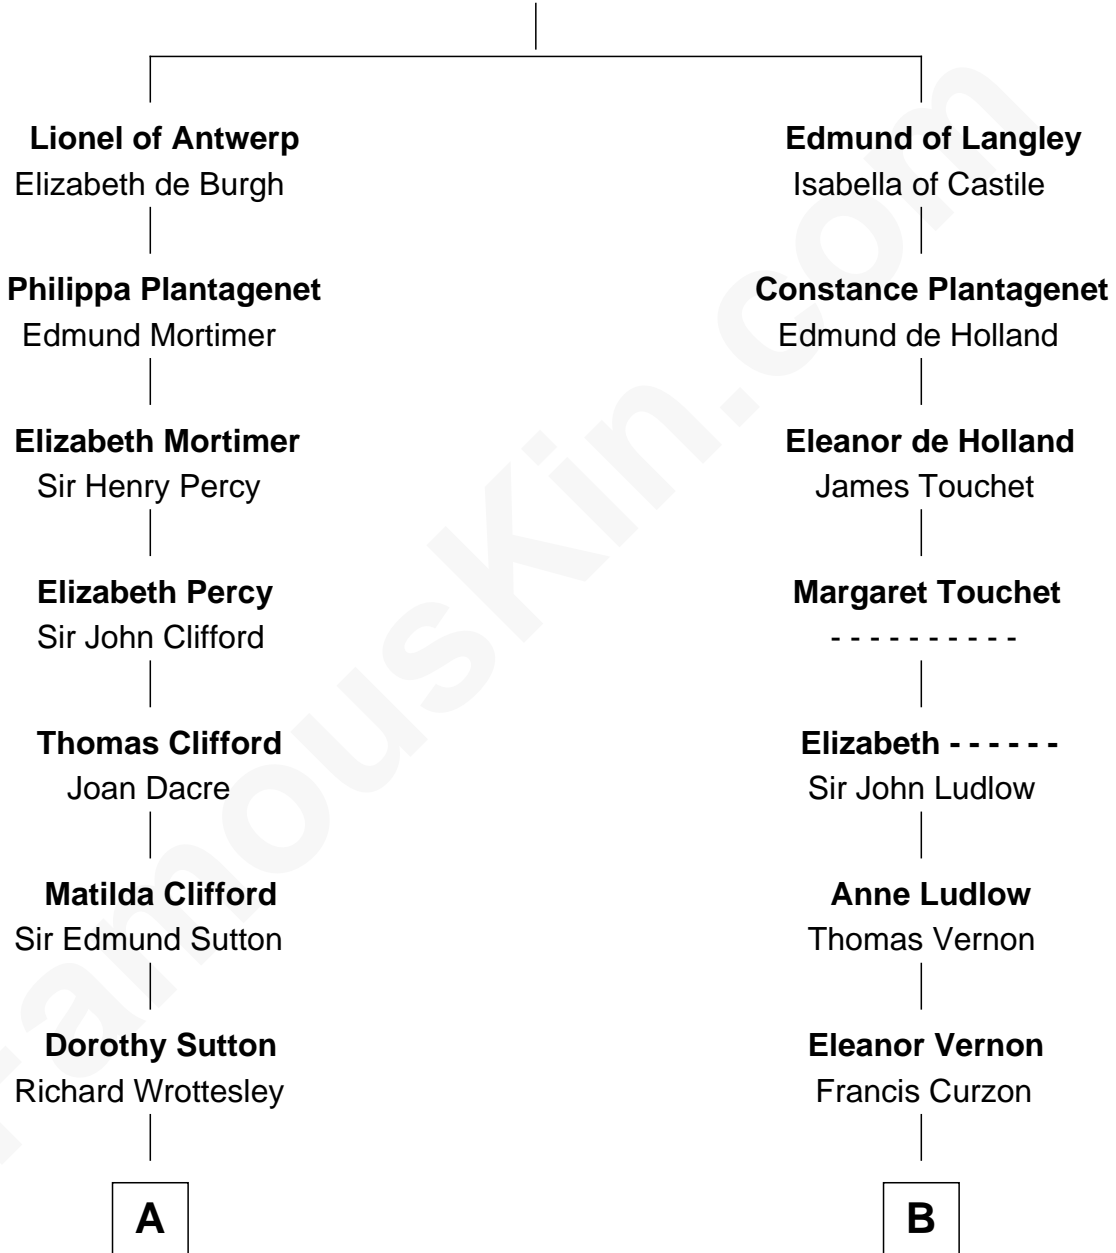 Lionel of Antwerp
Elizabeth de Burgh
Philippa Plantagenet
Edmund Mortimer
Elizabeth Mortimer
Sir Henry Percy
Elizabeth Percy
Sir John Clifford
Thomas Clifford
Joan Dacre
Matilda Clifford
Sir Edmund Sutton
Dorothy Sutton
Richard Wrottesley
A
Edmund of Langley
Isabella of Castile
Constance Plantagenet
Edmund de Holland
Eleanor de Holland
James Touchet
Margaret Touchet
- - - - - - - - - -
Elizabeth - - - - - -
Sir John Ludlow
Anne Ludlow
Thomas Vernon
Eleanor Vernon
Francis Curzon
B
FamousKin.com